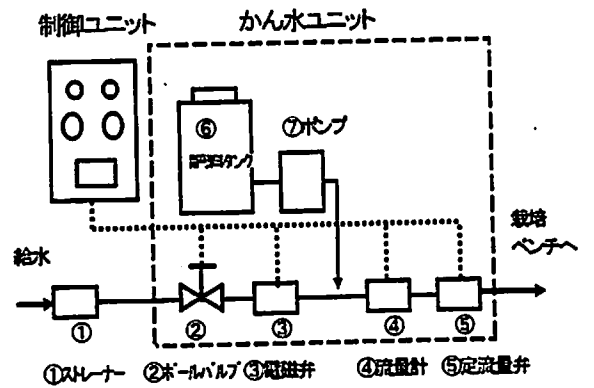 制御ユニット
かん水ユニット
⑥
⑦ポンプ
タンク
給水
栽培
ベンチへ
①
②
③
④
⑤
①ストレーナー ②ボールバルブ ③電磁弁 ④流量計 ⑤定流量弁